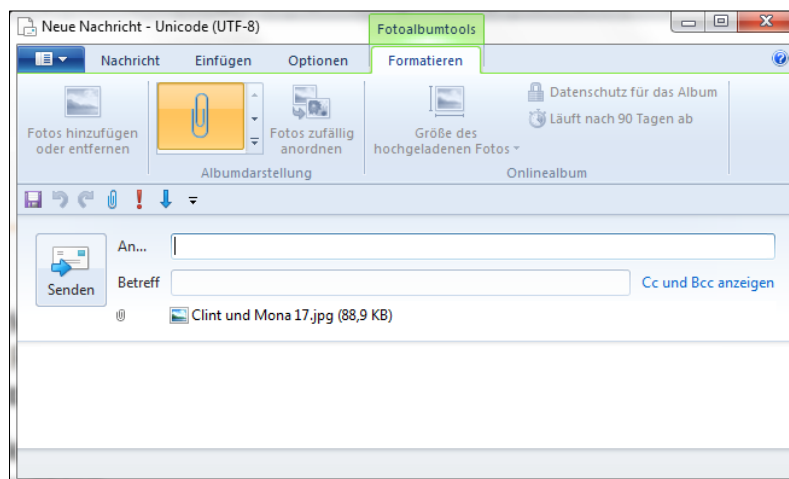 Neue Nachricht - Unicode (UTF-8)
Fotoalbumtools
Nachricht
Einfügen
Optionen
Formatieren
Fotos hinzufügen
oder entfernen
Fotos zufällig
anordnen
Albumdarstellung
Größe des
hochgeladenen Fotos
Datenschutz für das Album
Läuft nach 90 Tagen ab
Onlinealbum
Senden
An...
Betreff
Cc und Bcc anzeigen
Clint und Mona 17.jpg (88,9 KB)